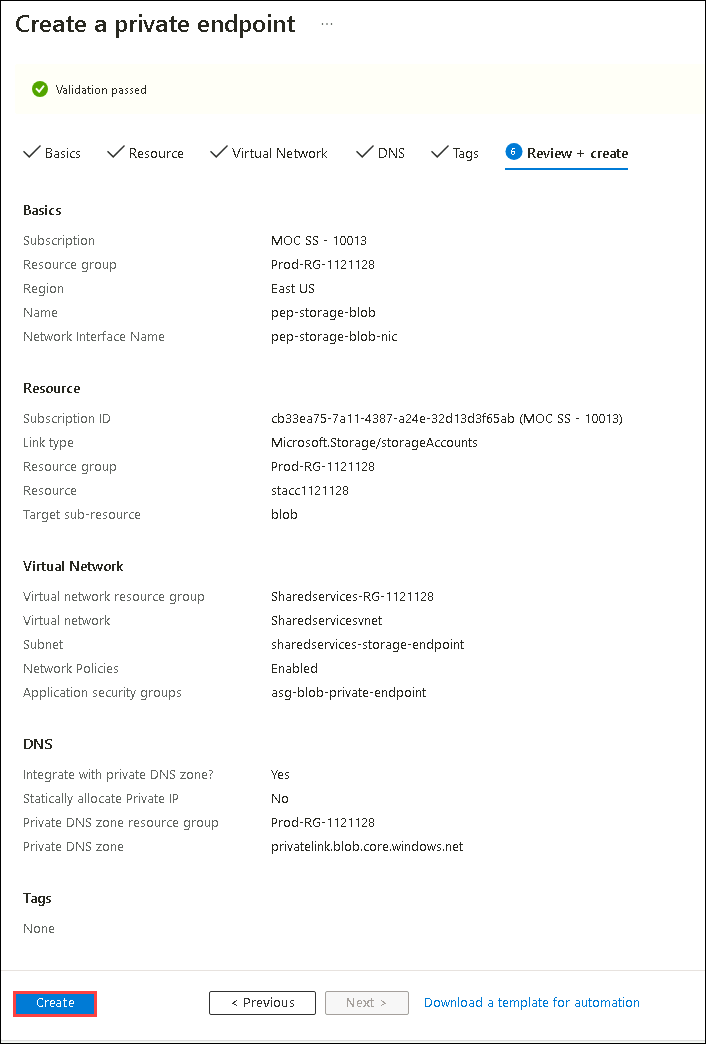 Create a private endpoint ...
Validation passed
Basics Resource Virtual Network DNS Tags 6 Review + create
Basics
Subscription MOC SS - 10013
Resource group Prod-RG-1121128
Region East US
Name pep-storage-blob
Network Interface Name pep-storage-blob-nic
Resource
Subscription ID cb33ea75-7a11-4387-a24e-32d13d3f65ab (MOC SS - 10013)
Link type Microsoft.Storage/storageAccounts
Resource group Prod-RG-1121128
Resource stacc1121128
Target sub-resource blob
Virtual Network
Virtual network resource group Sharedservices-RG-1121128
Virtual network Sharedservicesvnet
Subnet sharedservices-storage-endpoint
Network Policies Enabled
Application security groups asg-blob-private-endpoint
DNS
Integrate with private DNS zone? Yes
Statically allocate Private IP No
Private DNS zone resource group Prod-RG-1121128
Private DNS zone privatelink.blob.core.windows.net
Tags
None
Create < Previous Next > Download a template for automation